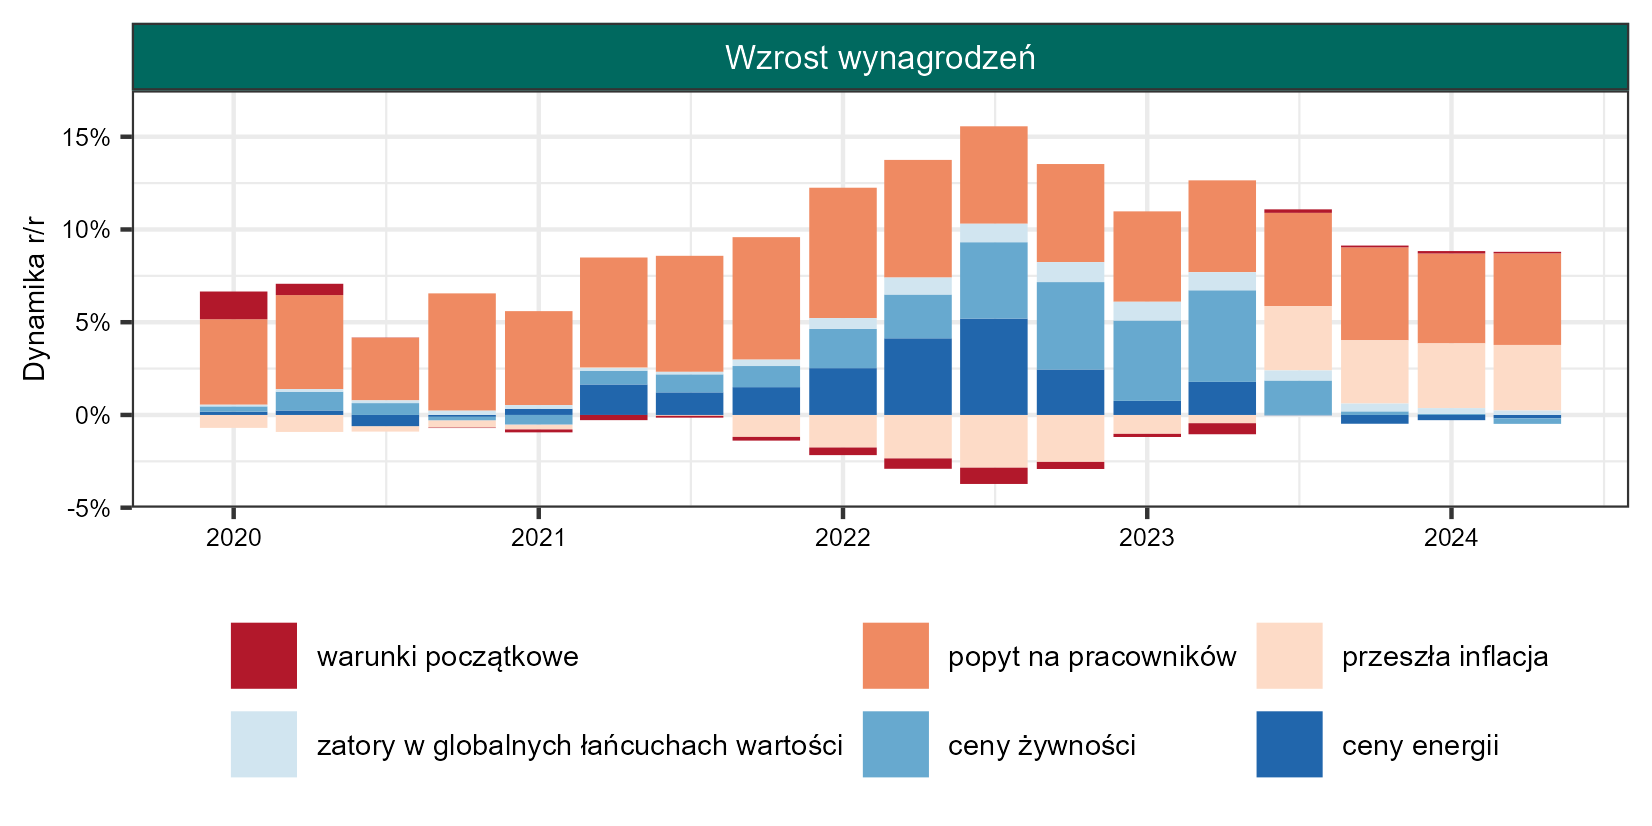 Wzrost wynagrodzeń
Dynamika r/r
15%
10%
5%
0%
-5%
2020 2021 2022 2023 2024
warunki początkowe popyt na pracowników przeszła inflacja
zatory w globalnych łańcuchach wartości ceny żywności ceny energii